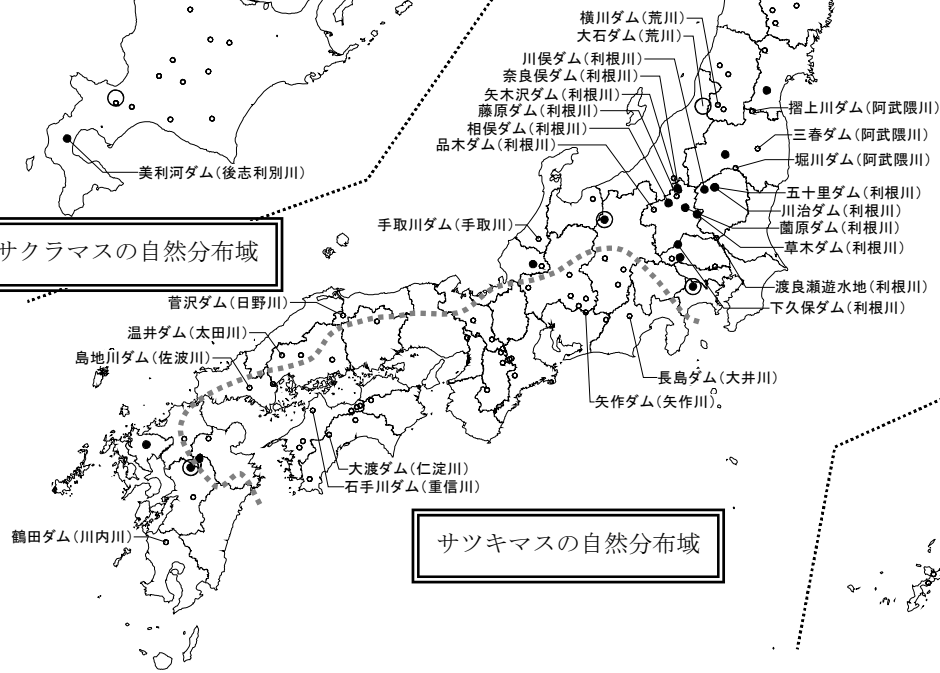 横川ダム(荒川)
大石ダム(荒川)
川俣ダム(利根川)
奈良俣ダム(利根川)
矢木沢ダム(利根川)
藤原ダム(利根川)
相俣ダム(利根川)
品木ダム(利根川)
摺上川ダム(阿武隈川)
三春ダム(阿武隈川)
堀川ダム(阿武隈川)
美利河ダム(後志利別川)
五十里ダム(利根川)
川治ダム(利根川)
薗原ダム(利根川)
草木ダム(利根川)
手取川ダム(手取川)
サクラマスの自然分布域
渡良瀬遊水地(利根川)
下久保ダム(利根川)
菅沢ダム(日野川)
温井ダム(太田川)
島地川ダム(佐波川)
長島ダム(大井川)
矢作ダム(矢作川)。
大渡ダム(仁淀川)
石手川ダム(重信川)
鶴田ダム(川内川)
サツキマスの自然分布域